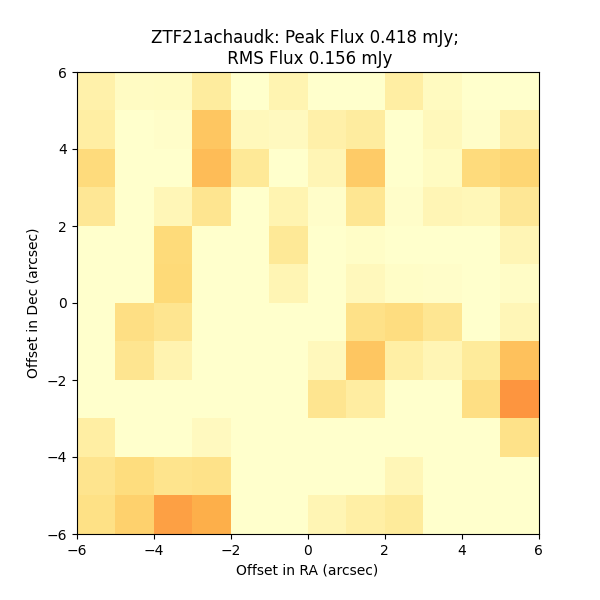 ZTF21achaudk: Peak Flux 0.418 mJy;
RMS Flux 0.156 mJy
6
4
2
0
−2
−4
−6
Offset in Dec (arcsec)
−6 −4 −2 0 2 4 6
Offset in RA (arcsec)